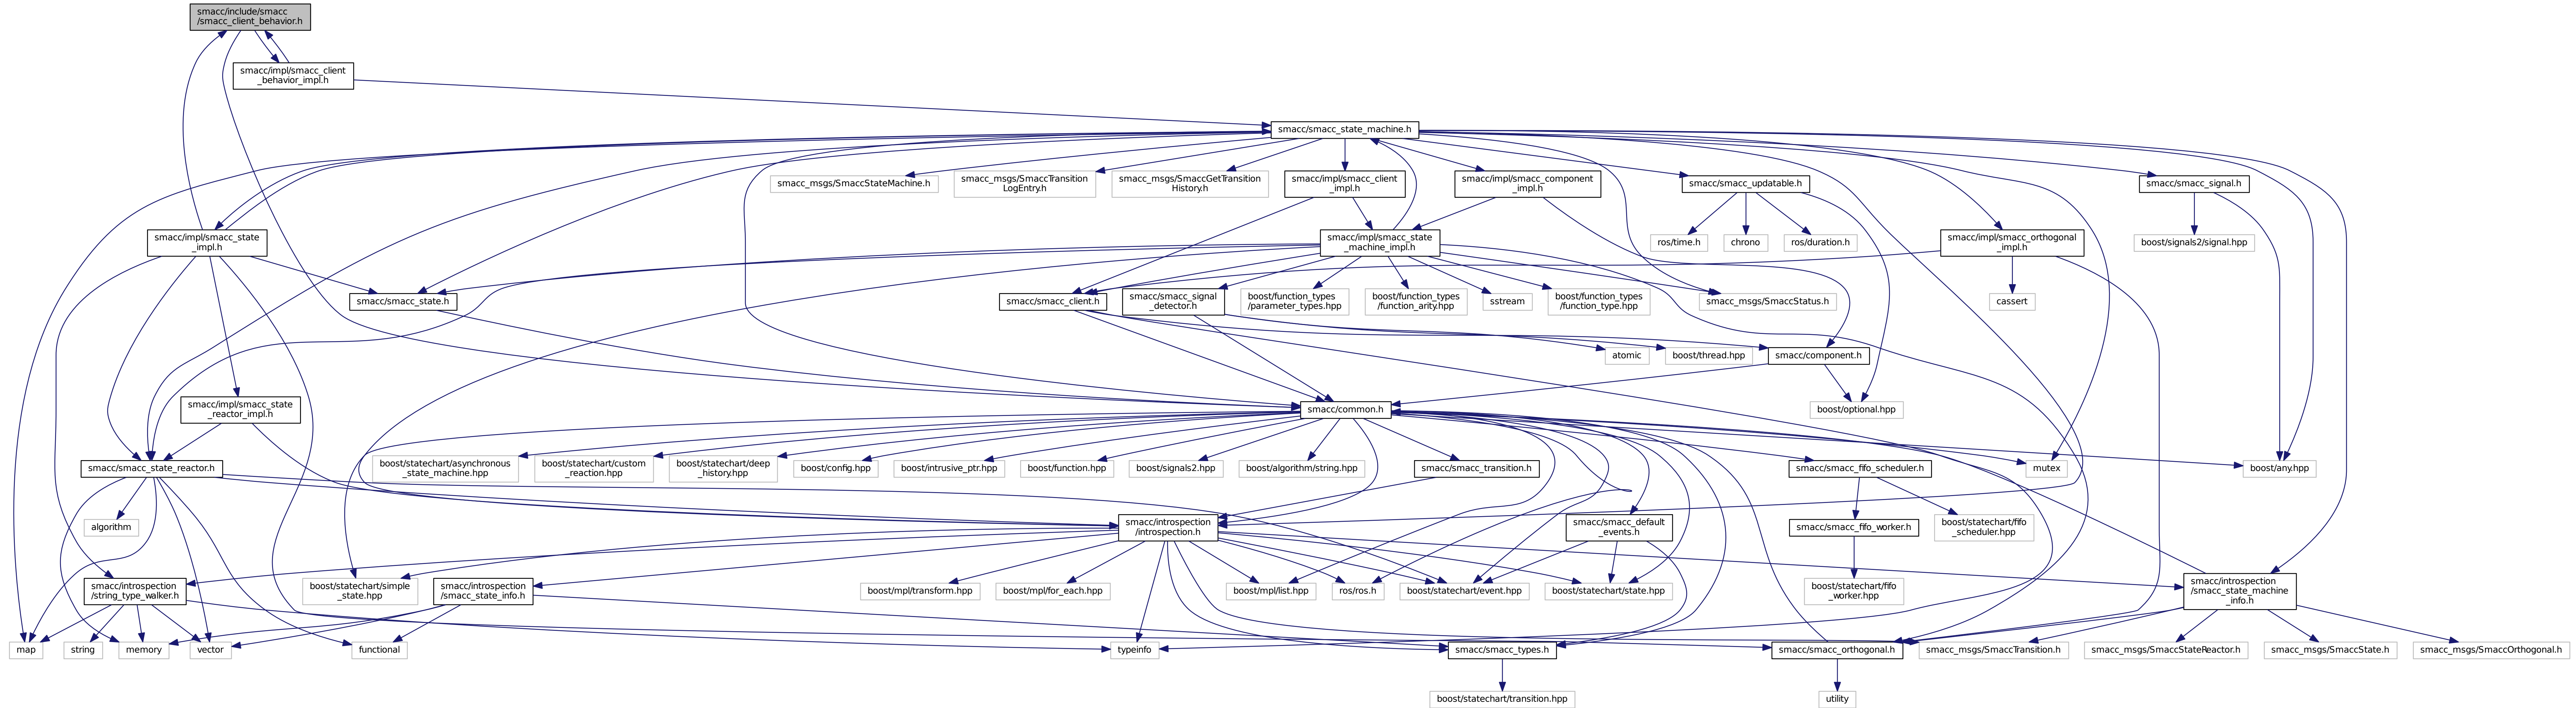 smacc/include/smacc
/smacc_client_behavior.h
smacc/impl/smacc_client
_behavior_impl.h
smacc/smacc_state_machine.h
smacc_msgs/SmaccStateMachine.h
smacc_msgs/SmaccTransition
LogEntry.h
smacc_msgs/SmaccGetTransition
History.h
smacc/impl/smacc_client
_impl.h
smacc/impl/smacc_component
_impl.h
smacc/smacc_updatable.h
smacc/smacc_signal.h
smacc/impl/smacc_state
_impl.h
smacc/impl/smacc_state
_machine_impl.h
ros/time.h
chrono
ros/duration.h
smacc/impl/smacc_orthogonal
_impl.h
boost/signals2/signal.hpp
smacc/smacc_state.h
smacc/smacc_client.h
smacc/smacc_signal
_detector.h
boost/function_types
/parameter_types.hpp
boost/function_types
/function_arity.hpp
sstream
boost/function_types
/function_type.hpp
smacc_msgs/SmaccStatus.h
cassert
atomic
boost/thread.hpp
smacc/component.h
smacc/impl/smacc_state
_reactor_impl.h
smacc/common.h
boost/optional.hpp
smacc/smacc_state_reactor.h
boost/statechart/asynchronous
_state_machine.hpp
boost/statechart/custom
_reaction.hpp
boost/statechart/deep
_history.hpp
boost/config.hpp
boost/intrusive_ptr.hpp
boost/function.hpp
boost/signals2.hpp
boost/algorithm/string.hpp
smacc/smacc_transition.h
smacc/smacc_fifo_scheduler.h
mutex
boost/any.hpp
algorithm
smacc/introspection
/introspection.h
smacc/smacc_default
_events.h
smacc/smacc_fifo_worker.h
boost/statechart/fifo
_scheduler.hpp
smacc/introspection
/string_type_walker.h
boost/statechart/simple
_state.hpp
smacc/introspection
/smacc_state_info.h
boost/mpl/transform.hpp
boost/mpl/for_each.hpp
boost/mpl/list.hpp
ros/ros.h
boost/statechart/event.hpp
boost/statechart/state.hpp
boost/statechart/fifo
_worker.hpp
smacc/introspection
/smacc_state_machine
_info.h
map
string
memory
vector
functional
typeinfo
smacc/smacc_types.h
smacc/smacc_orthogonal.h
smacc_msgs/SmaccTransition.h
smacc_msgs/SmaccStateReactor.h
smacc_msgs/SmaccState.h
smacc_msgs/SmaccOrthogonal.h
boost/statechart/transition.hpp
utility